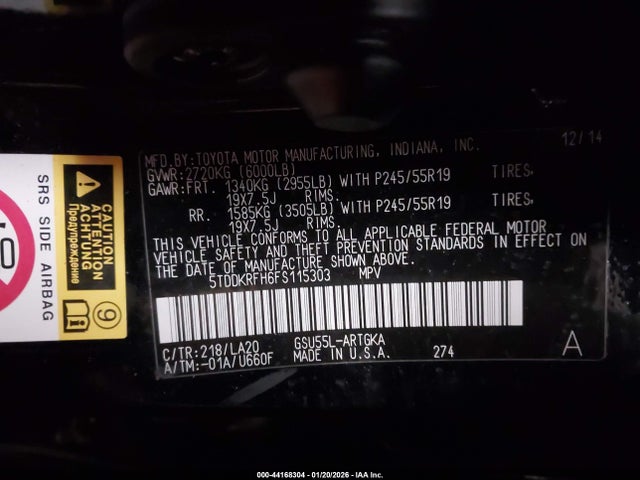 MFD.BY:TOYOTA MOTOR MANUFACTURING, INDIANA, INC. 12/14
GVWR:2720KG (6000LB)
GAWR:FRT. 1340KG (2955LB) WITH P245/55R19 TIRES,
19X7.5J RIMS.
RR. 1585KG (3505LB) WITH P245/55R19 TIRES,
19X7.5J RIMS.
THIS VEHICLE CONFORMS TO ALL APPLICABLE FEDERAL MOTOR
VEHICLE SAFETY AND THEFT PREVENTION STANDARDS IN EFFECT ON
THE DATE OF MANUFACTURE SHOWN ABOVE.
5TDDKRFH6FS115303 MPV
C/TR:218/LA20 GSU55L-ARTGKA
A/TM:-01A/U660F MADE IN U.S.A. 274 A
SRS SIDE AIRBAG
CAUTION
ATTENTION
ACHTUNG
Предупреждение
9
000-44168304 - 01/20/2026 - IAA Inc.